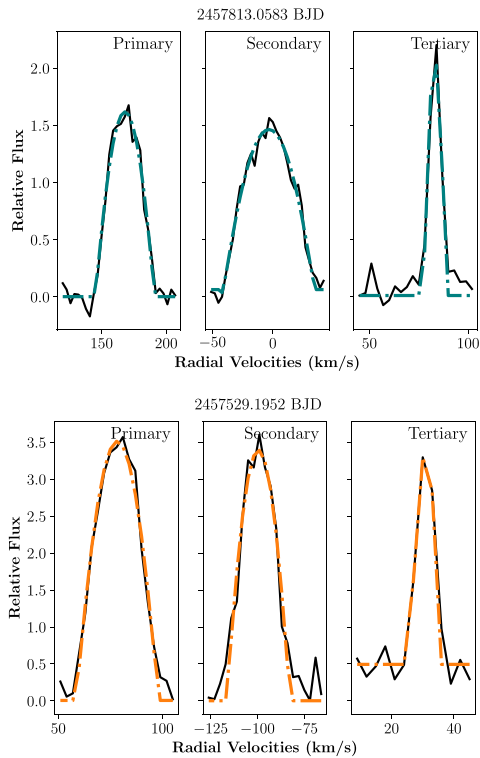 2457813.0583 BJD
Primary Secondary Tertiary
2.0
1.5
1.0
0.5
0.0
Relative Flux
150 200 −50 0 50 100
Radial Velocities (km/s)
2457529.1952 BJD
Primary Secondary Tertiary
3.5
3.0
2.5
2.0
1.5
1.0
0.5
0.0
Relative Flux
50 100 −125 −100 −75 20 40
Radial Velocities (km/s)